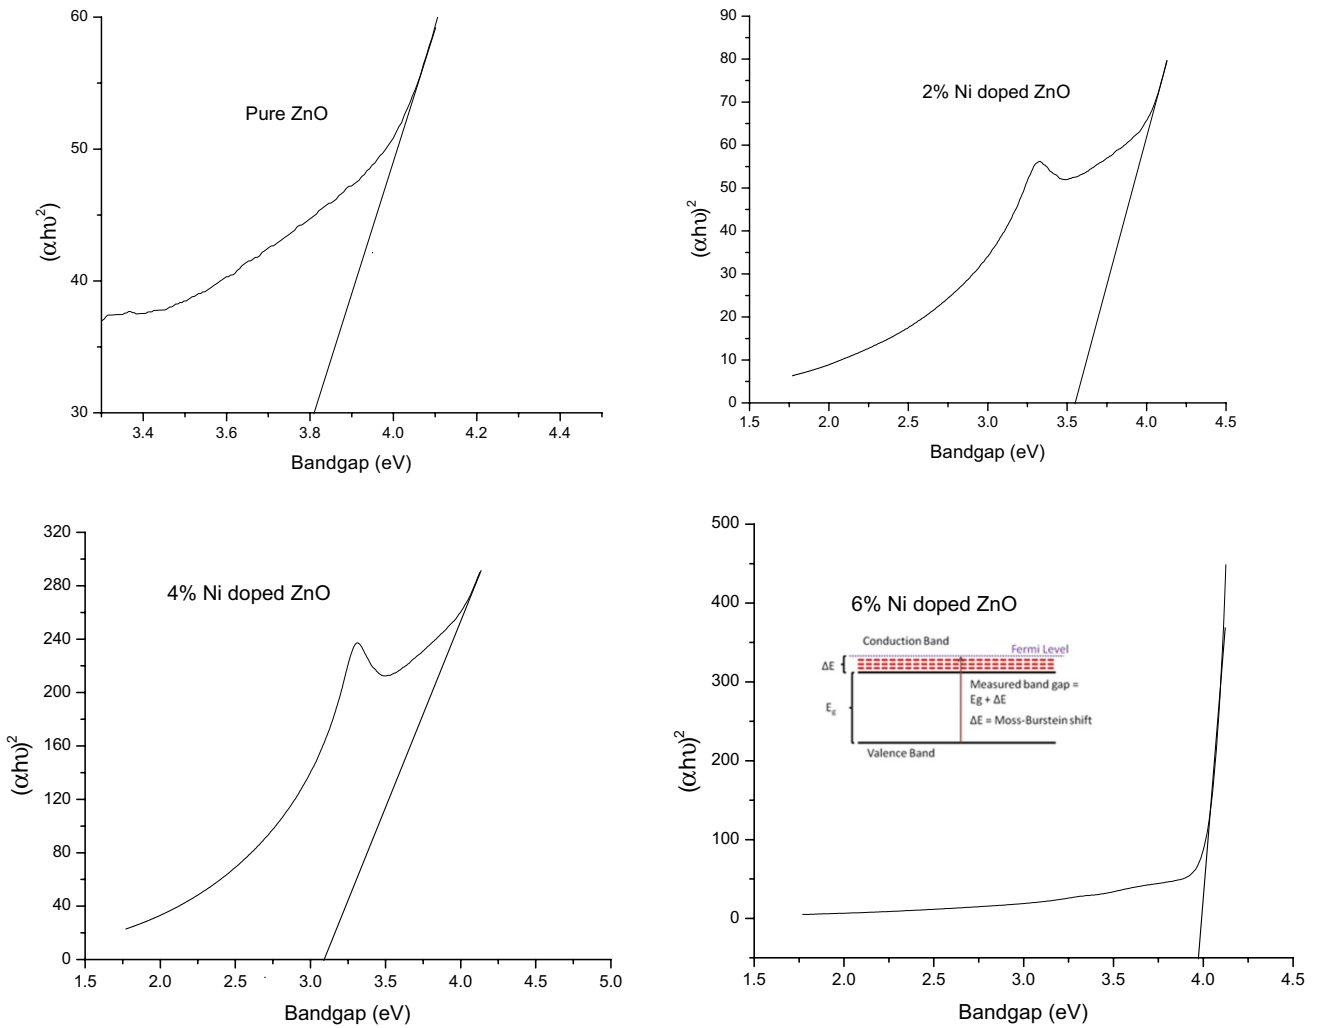 60
50
40
30
3.4 3.6 3.8 4.0 4.2 4.4
(αhυ²)
Pure ZnO
Bandgap (eV)
90
80
70
60
50
40
30
20
10
0
1.5 2.0 2.5 3.0 3.5 4.0 4.5
(αhυ)²
2% Ni doped ZnO
Bandgap (eV)
320
280
240
200
160
120
80
40
0
1.5 2.0 2.5 3.0 3.5 4.0 4.5 5.0
(αhυ)²
4% Ni doped ZnO
Bandgap (eV)
500
400
300
200
100
0
1.5 2.0 2.5 3.0 3.5 4.0 4.5
(αhυ)²
6% Ni doped ZnO
Conduction Band
Fermi Level
ΔE
Measured band gap =
Eg + ΔE
Eg
ΔE = Moss-Burstein shift
Valence Band
Bandgap (eV)